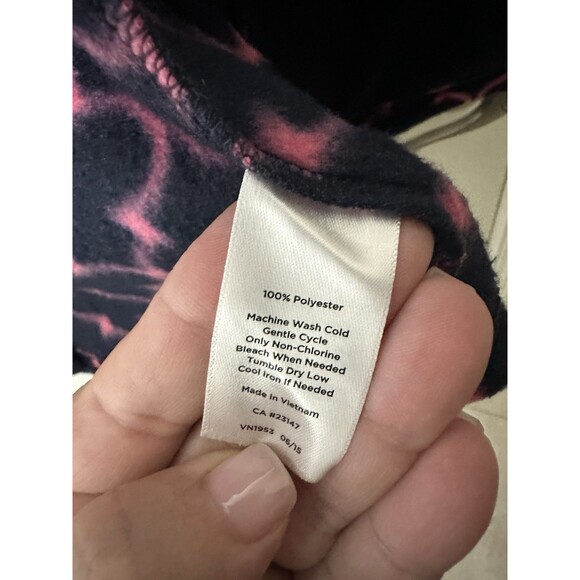 100% Polyester
Machine Wash Cold
Gentle Cycle
Only Non-Chlorine
Bleach When Needed
Tumble Dry Low
Cool Iron If Needed
Made In Vietnam
CA #23147
VN1953 06/15